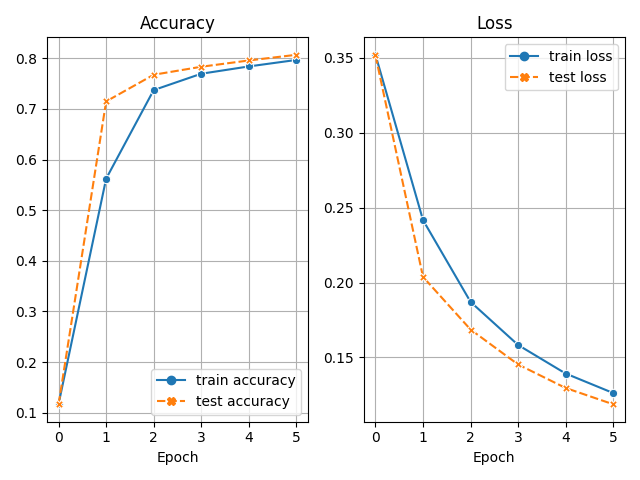 Accuracy
0.8
0.7
0.6
0.5
0.4
0.3
0.2
0.1
0 1 2 3 4 5
Epoch
train accuracy
test accuracy
Loss
0.35
0.30
0.25
0.20
0.15
0 1 2 3 4 5
Epoch
train loss
test loss